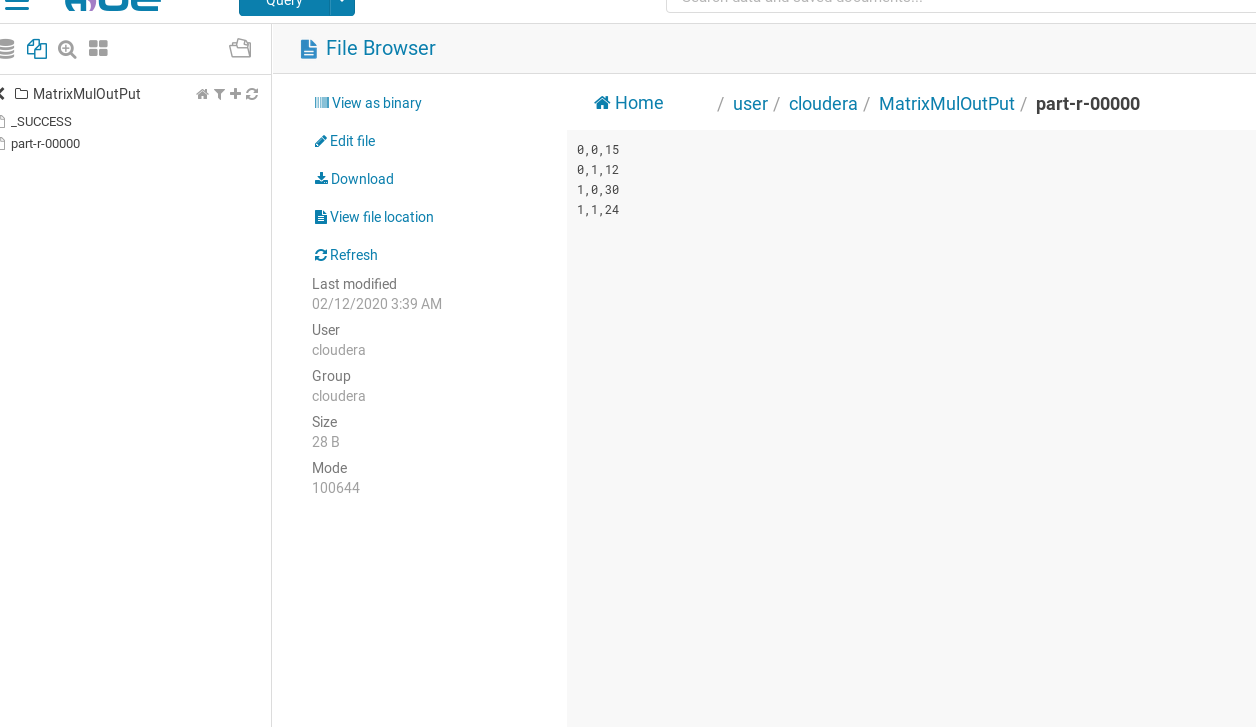 Query
Search data and saved documents...
File Browser
MatrixMulOutPut
_SUCCESS
part-r-00000
View as binary
Edit file
Download
View file location
Refresh
Last modified
02/12/2020 3:39 AM
User
cloudera
Group
cloudera
Size
28 B
Mode
100644
Home / user / cloudera / MatrixMulOutPut / part-r-00000
0,0,15
0,1,12
1,0,30
1,1,24